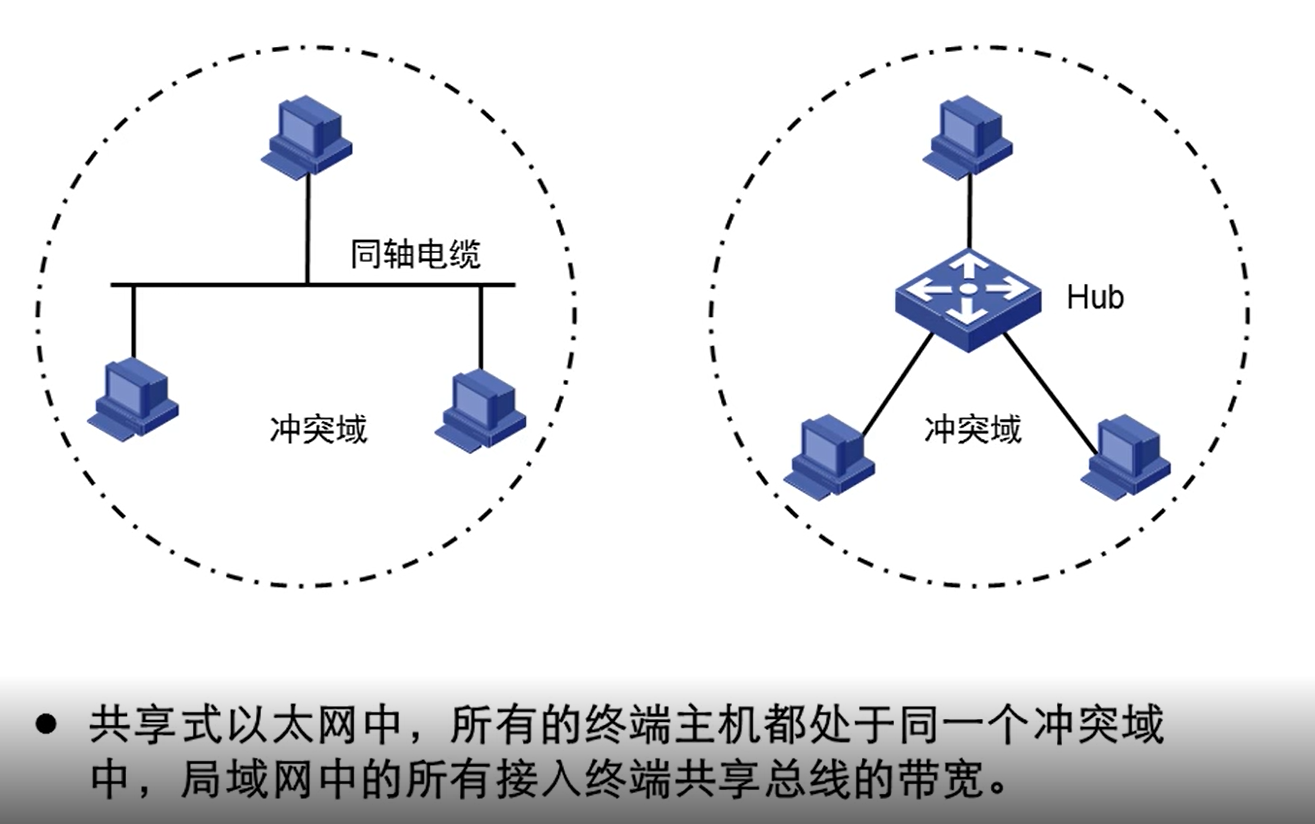 同轴电缆
冲突域
Hub
冲突域
● 共享式以太网中，所有的终端主机都处于同一个冲突域
中，局域网中的所有接入终端共享总线的带宽。